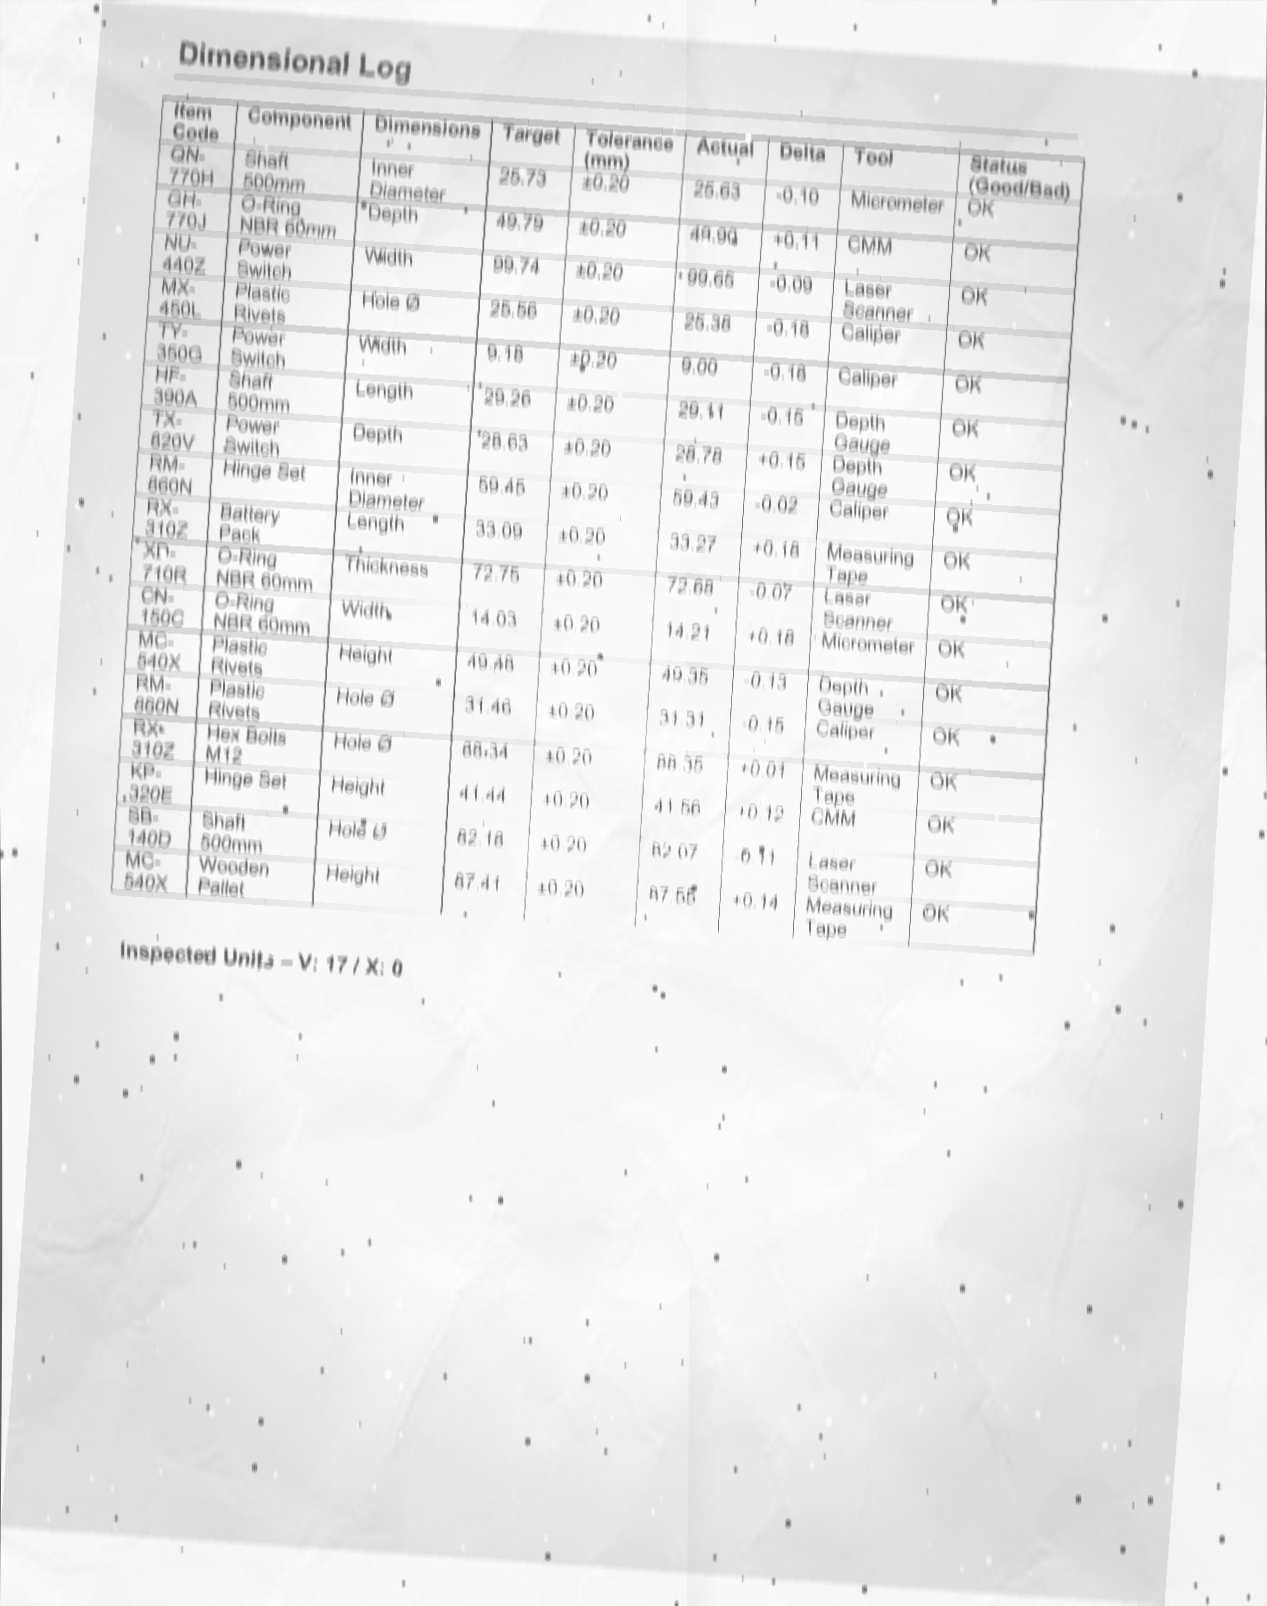 Dimensional Log
Item Code Component Dimensions Target Tolerance (mm) Actual Delta Tool Status (Good/Bad)
QN-770H Shaft 500mm Inner Diameter 25.73 ±0.20 25.63 -0.10 Micrometer OK
GH-770J O-Ring NBR 60mm Depth 49.79 ±0.20 49.90 +0.11 CMM OK
NU-440Z Power Switch Width 99.74 ±0.20 99.65 -0.09 Laser Scanner OK
MX-450L Plastic Rivets Hole Ø 25.56 ±0.20 25.38 -0.18 Caliper OK
TY-350G Power Switch Width 9.18 ±0.20 9.00 -0.18 Caliper OK
HF-390A Shaft 500mm Length 29.26 ±0.20 29.11 -0.15 Depth Gauge OK
TX-820V Power Switch Depth 28.63 ±0.20 28.78 +0.15 Depth Gauge OK
RM-860N Hinge Set Inner Diameter 59.45 ±0.20 59.43 -0.02 Caliper OK
RX-310Z Battery Pack Length 33.09 ±0.20 33.27 +0.18 Measuring Tape OK
XD-710R O-Ring NBR 60mm Thickness 72.75 ±0.20 72.68 -0.07 Laser Scanner OK
CN-150C O-Ring NBR 60mm Width 14.03 ±0.20 14.21 +0.18 Micrometer OK
MC-540X Plastic Rivets Height 49.48 ±0.20 49.35 -0.13 Depth Gauge OK
RM-860N Plastic Rivets Hole Ø 31.46 ±0.20 31.31 -0.15 Caliper OK
RX-310Z Hex Bolts M12 Hole Ø 88.34 ±0.20 88.35 +0.01 Measuring Tape OK
KP-320E Hinge Set Height 41.44 ±0.20 41.56 +0.12 CMM OK
SB-140D Shaft 500mm Hole Ø 82.18 ±0.20 82.07 -0.11 Laser Scanner OK
MC-540X Wooden Pallet Height 87.41 ±0.20 87.55 +0.14 Measuring Tape OK
Inspected Units – V: 17 / X: 0